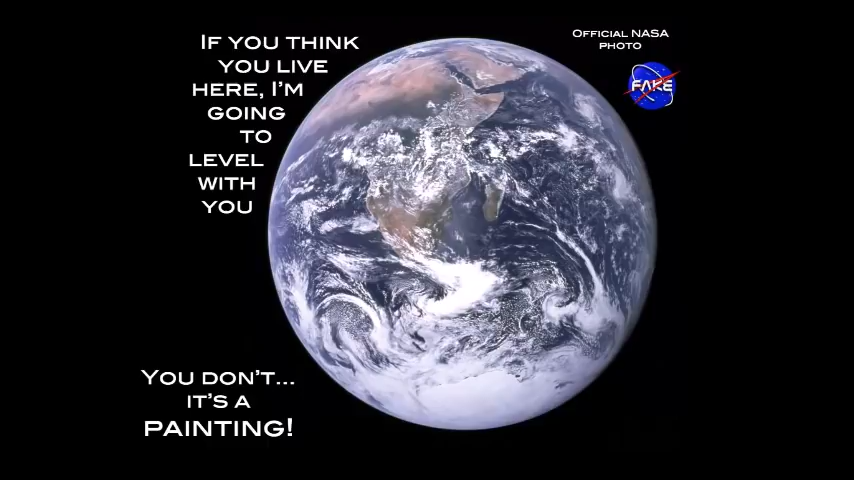 IF YOU THINK
YOU LIVE
HERE, I'M
GOING
TO
LEVEL
WITH
YOU
OFFICIAL NASA
PHOTO
FAKE
YOU DON'T...
IT'S A
PAINTING!